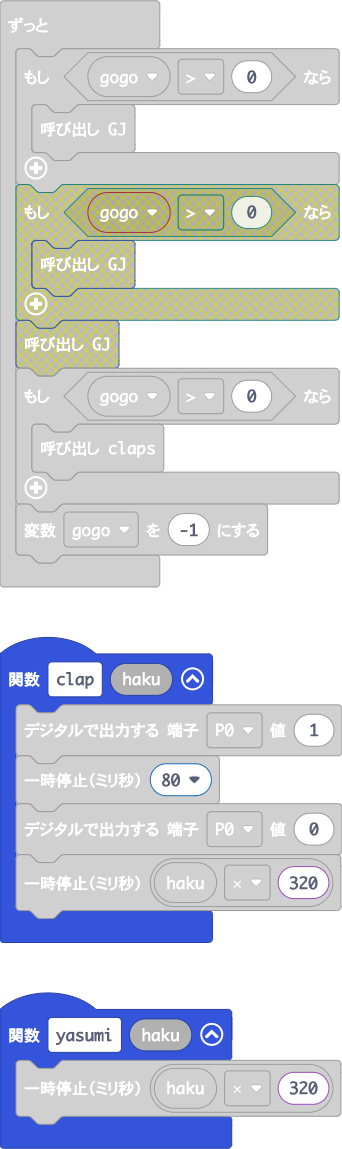 ずっと
もし gogo > 0 なら
呼び出し GJ
もし gogo > 0 なら
呼び出し GJ
呼び出し GJ
もし gogo > 0 なら
呼び出し claps
変数 gogo を -1 にする
関数 clap haku
デジタルで出力する 端子 P0 値 1
一時停止(ミリ秒) 80
デジタルで出力する 端子 P0 値 0
一時停止(ミリ秒) haku × 320
関数 yasumi haku
一時停止(ミリ秒) haku × 320